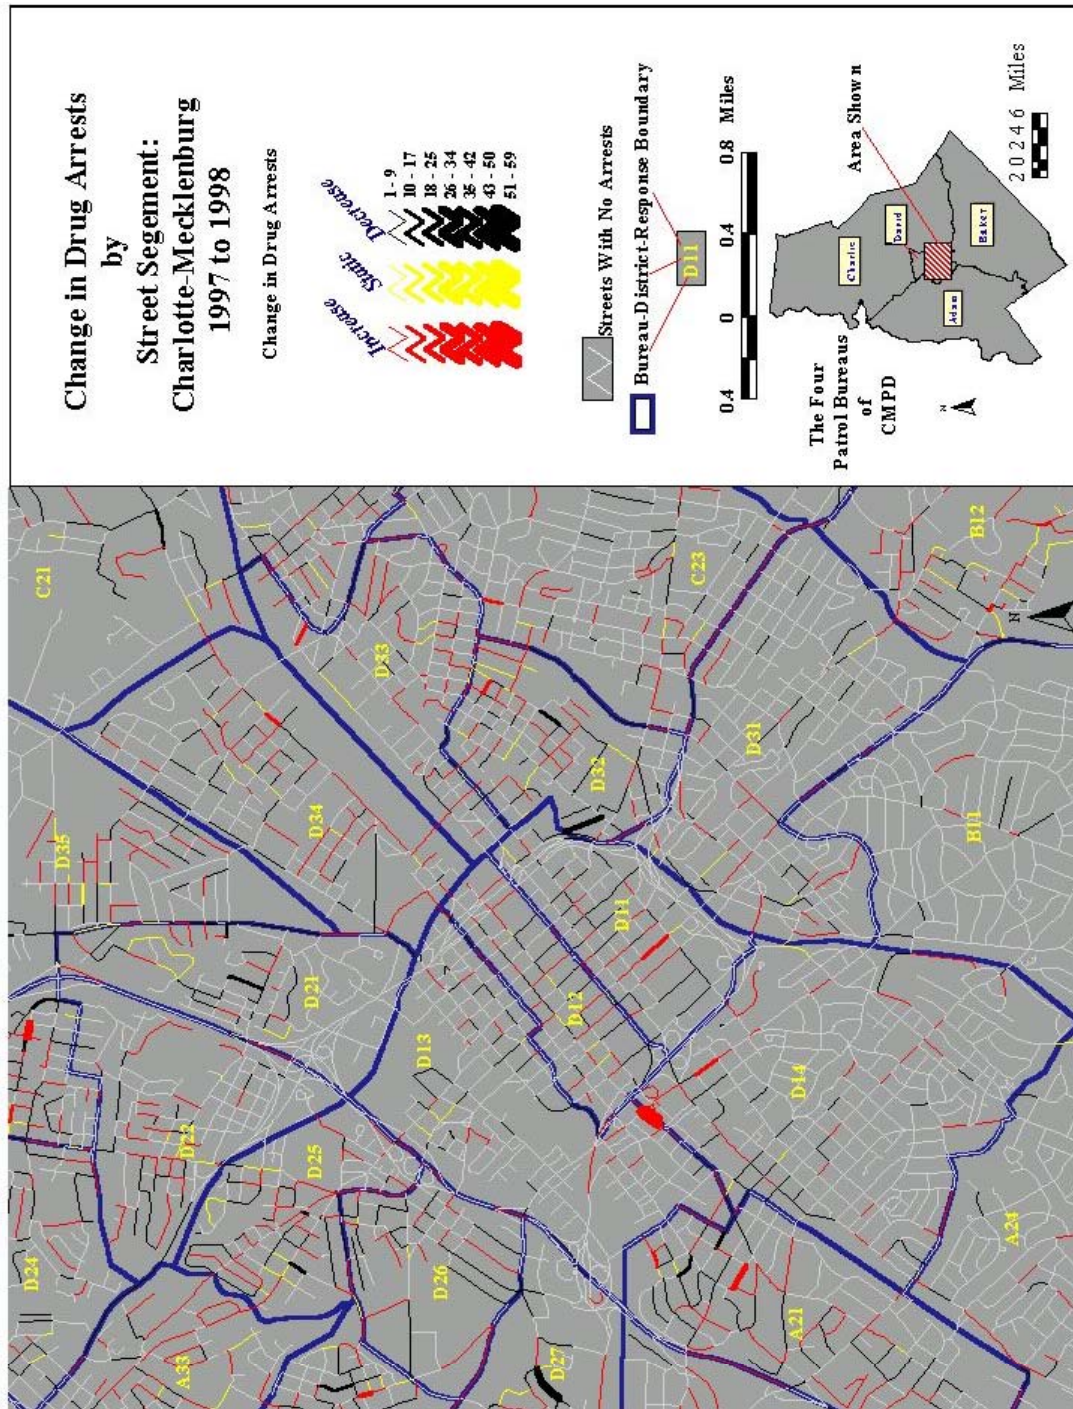 Change in Drug Arrests
by
Street Segement:
Charlotte-Mecklenburg
1997 to 1998
Change in Drug Arrests
Increase
Static
Decrease
1 - 9
10 - 17
18 - 25
26 - 34
35 - 42
43 - 50
51 - 59
Streets With No Arrests
Bureau-District-Response Boundary
D11
0.4 0 0.4 0.8 Miles
The Four
Patrol Bureaus
of
CMPD
N
Charlie
David
Adam
Baker
Area Shown
2 0 2 4 6 Miles
D24
D35
C21
D22
D21
D34
A33
D25
D33
D26
D13
D27
D12
D32
D11
C23
A21
D14
D31
A24
B11
B12
N